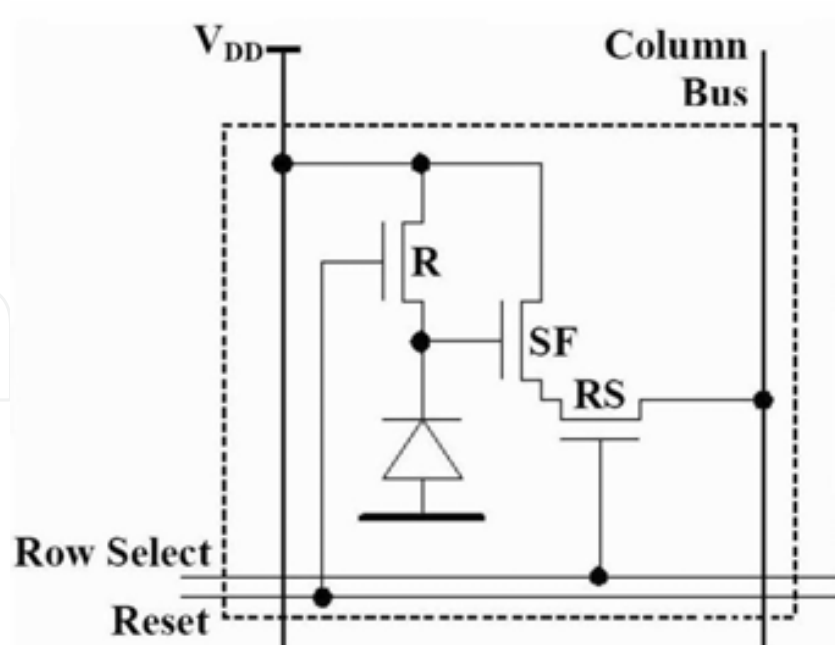 VDD
Column
Bus
R
SF
RS
Row Select
Reset